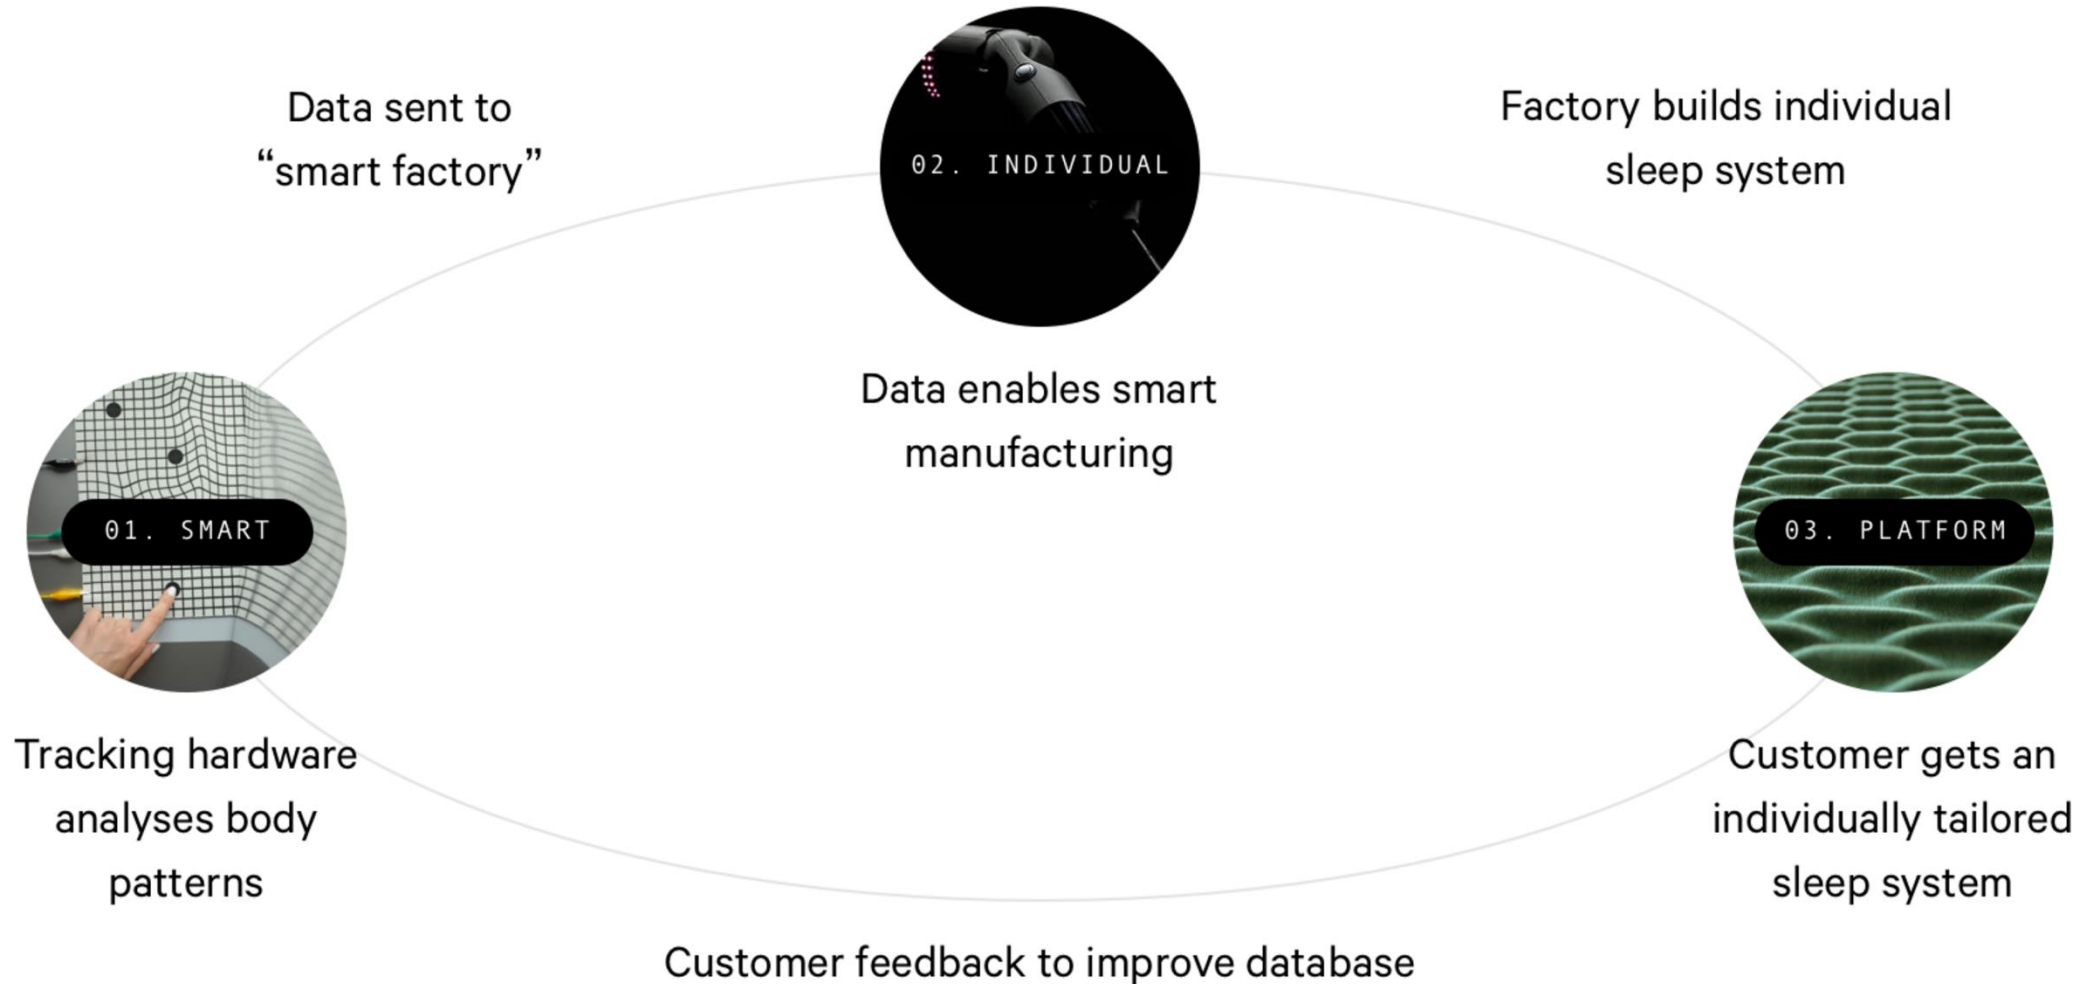 Data sent to
“smart factory”
02. INDIVIDUAL
Factory builds individual
sleep system
Data enables smart
manufacturing
01. SMART
Tracking hardware
analyses body
patterns
03. PLATFORM
Customer gets an
individually tailored
sleep system
Customer feedback to improve database